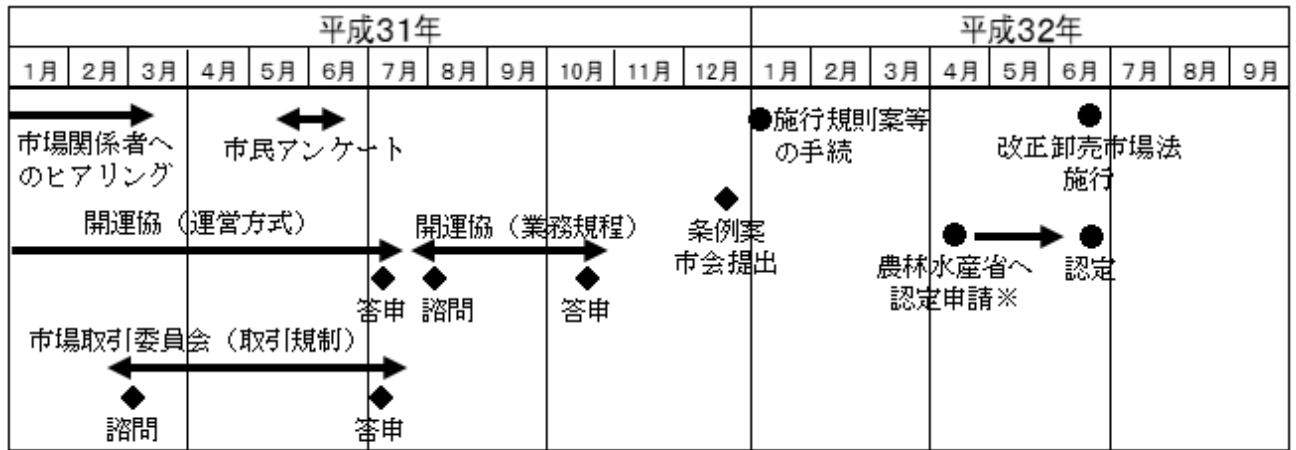 平成31年
平成32年
1月 2月 3月 4月 5月 6月 7月 8月 9月 10月 11月 12月 1月 2月 3月 4月 5月 6月 7月 8月 9月
市場関係者へ
のヒアリング
市民アンケート
施行規則案等
の手続
改正卸売市場法
施行
開運協（運営方式）
開運協（業務規程）
条例案
市会提出
農林水産省へ
認定申請※
認定
答申
諮問
答申
市場取引委員会（取引規制）
諮問
答申